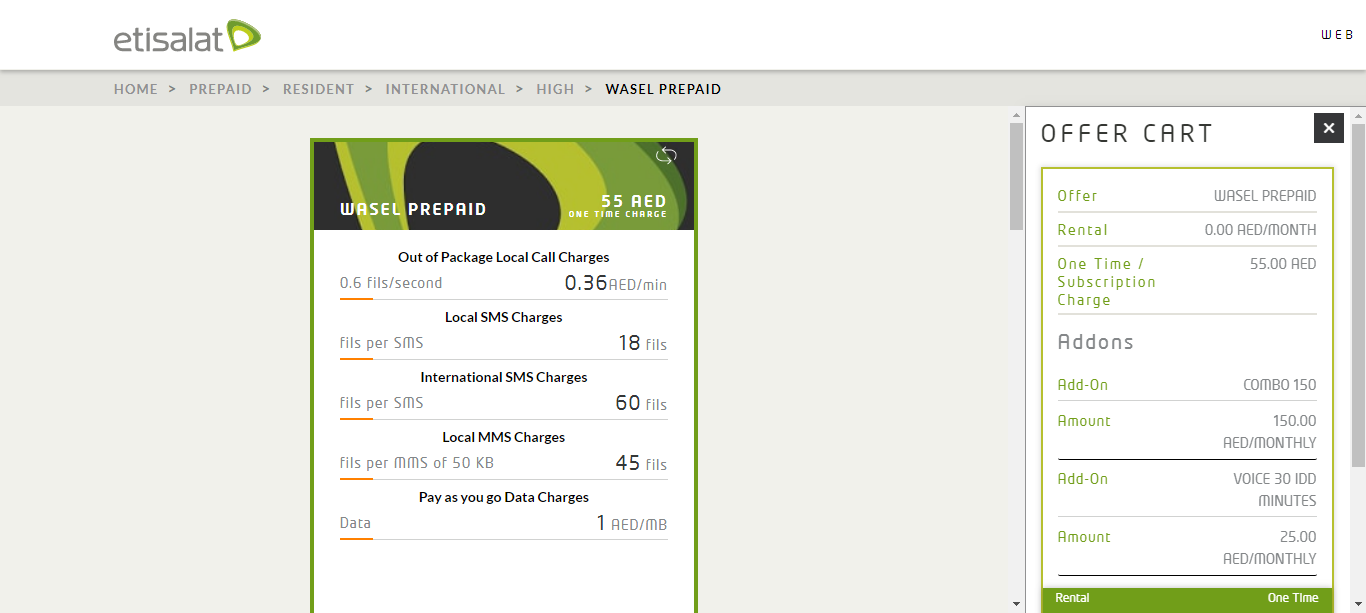 etisalat
WEB
HOME > PREPAID > RESIDENT > INTERNATIONAL > HIGH > WASEL PREPAID
WASEL PREPAID
55 AED
ONE TIME CHARGE
Out of Package Local Call Charges
0.6 fils/second 0.36AED/min
Local SMS Charges
fils per SMS 18 fils
International SMS Charges
fils per SMS 60 fils
Local MMS Charges
fils per MMS of 50 KB 45 fils
Pay as you go Data Charges
Data 1 AED/MB
OFFER CART
Offer WASEL PREPAID
Rental 0.00 AED/MONTH
One Time / 55.00 AED
Subscription
Charge
Addons
Add-On COMBO 150
Amount 150.00
AED/MONTHLY
Add-On VOICE 30 IDD
MINUTES
Amount 25.00
AED/MONTHLY
Rental One Time